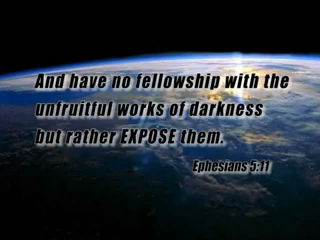 And have no fellowship with the
unfruitful works of darkness
but rather EXPOSE them.
Ephesians 5:11